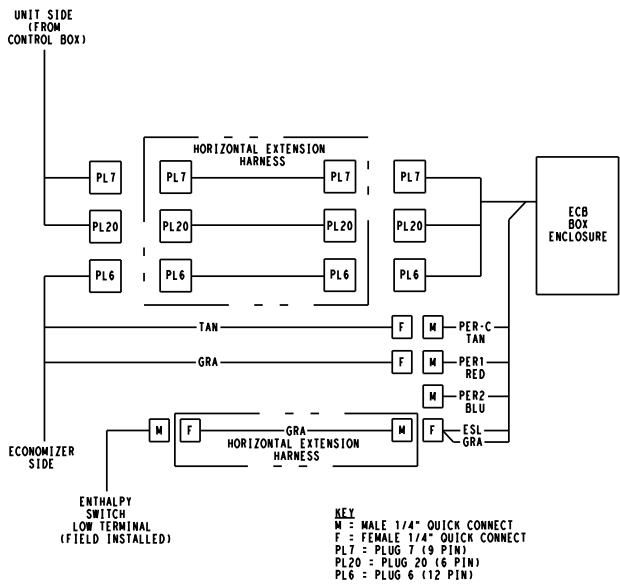 UNIT SIDE
(FROM
CONTROL BOX)
HORIZONTAL EXTENSION
HARNESS
PL7
PL7
PL7
PL7
PL20
PL20
PL20
PL20
PL6
PL6
PL6
PL6
ECB
BOX
ENCLOSURE
TAN
F
M
PER-C
TAN
GRA
F
M
PER1
RED
M
PER2
BLU
M
F
GRA
M
F
ESL
GRA
HORIZONTAL EXTENSION
HARNESS
ECONOMIZER
SIDE
ENTHALPY
SWITCH
LOW TERMINAL
(FIELD INSTALLED)
KEY
M = MALE 1/4" QUICK CONNECT
F = FEMALE 1/4" QUICK CONNECT
PL7 = PLUG 7 (9 PIN)
PL20 = PLUG 20 (6 PIN)
PL6 = PLUG 6 (12 PIN)